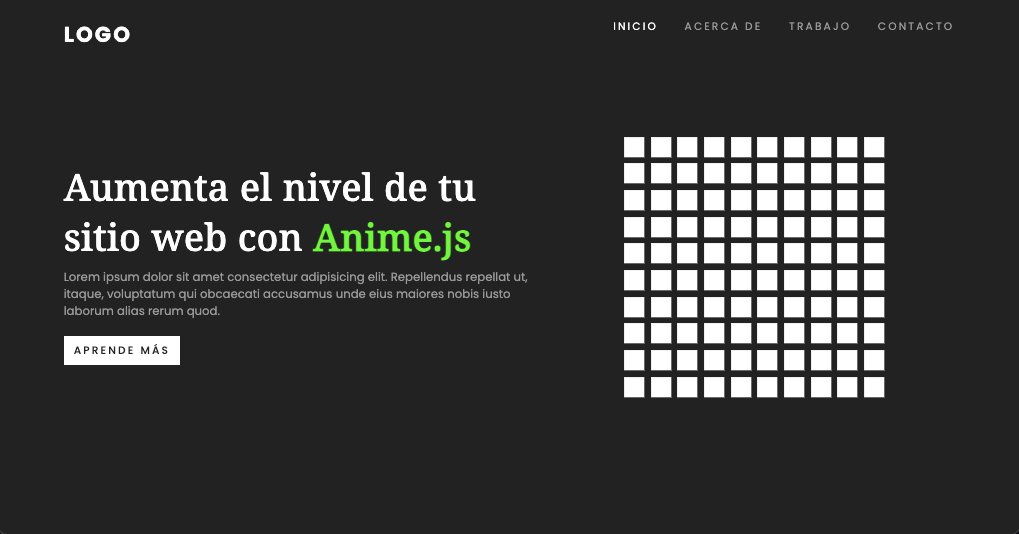 LOGO
INICIO ACERCA DE TRABAJO CONTACTO
Aumenta el nivel de tu
sitio web con Anime.js
Lorem ipsum dolor sit amet consectetur adipisicing elit. Repellendus repellat ut,
itaque, voluptatum qui obcaecati accusamus unde eius maiores nobis iusto
laborum alias rerum quod.
APRENDE MÁS